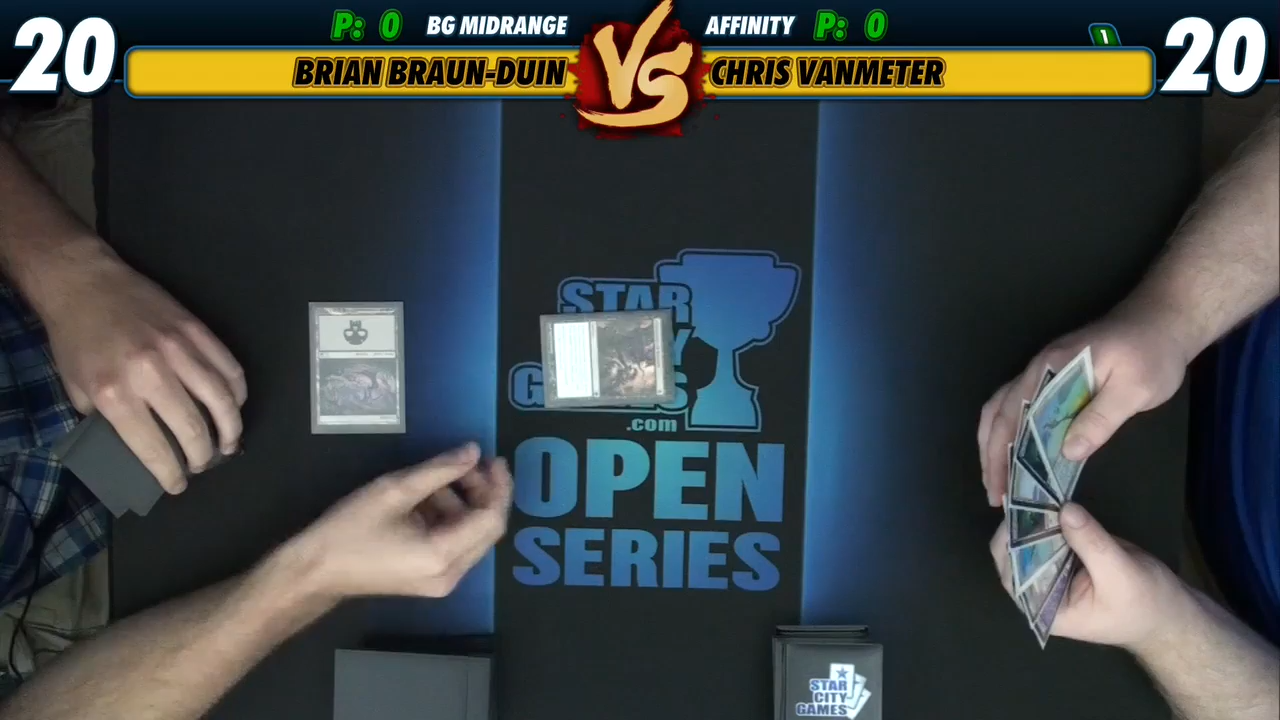 20 P: 0 BG MIDRANGE VS AFFINITY P: 0 1 20
BRIAN BRAUN-DUIN CHRIS VANMETER
STAR
CITY
GAMES
.com
OPEN
SERIES
STAR
CITY
GAMES